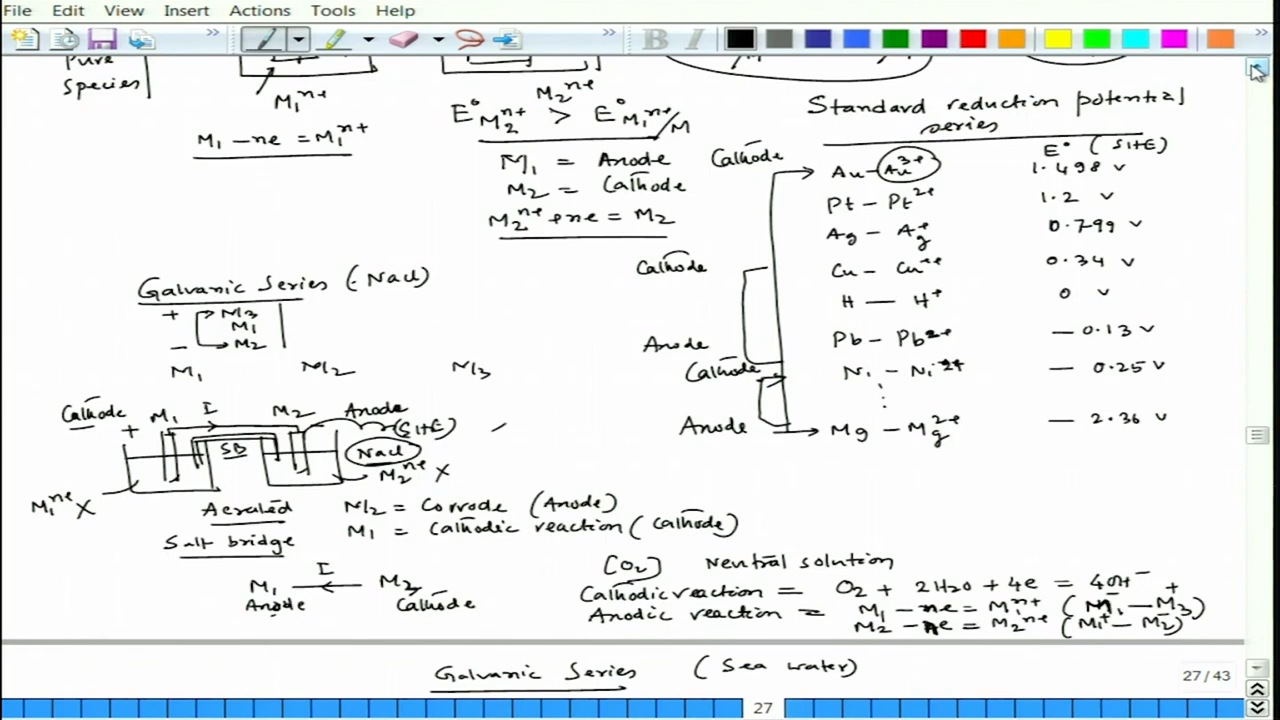 File Edit View Insert Actions Tools Help
Pure
Species
M₁ⁿ⁺
M₁ - ne = M₁ⁿ⁺
M₂ⁿ⁺
E° M₂ⁿ⁺ > E° M₁ⁿ⁺/M
M₁ = Anode
M₂ = Cathode
M₂ⁿ⁺ + ne = M₂
Standard reduction potential
series
E° (SHE)
Cathode Au - Au³⁺ 1.498 V
Pt - Pt²⁺ 1.2 V
Ag - Ag⁺ 0.799 V
Cathode Cu - Cu⁺⁺ 0.34 V
H — H⁺ 0 V
Anode Pb - Pb²⁺ - 0.13 V
Cathode Ni - Ni²⁺ - 0.25 V
Anode Mg - Mg²⁺ - 2.36 V
Galvanic Series (NaCl)
+ M₃
M₁
- M₂
M₁ M₂ M₃
Cathode M₁ I M₂ Anode
+ SB - (SHE)
NaCl
M₁ⁿ⁺ X M₂ⁿ⁺ X
Aerated
Salt bridge
M₂ = Corrode (Anode)
M₁ = Cathodic reaction (Cathode)
M₁ I M₂
Anode Cathode
[O₂] Neutral solution
Cathodic reaction = O₂ + 2H₂O + 4e = 4OH⁻
Anodic reaction = M₁ - ne = M₁ⁿ⁺ (M₁⁻ - M₃⁺)
M₂ - ne = M₂ⁿ⁺ (M₁⁺ - M₂⁻)
27/43
Galvanic Series (Sea water)
27